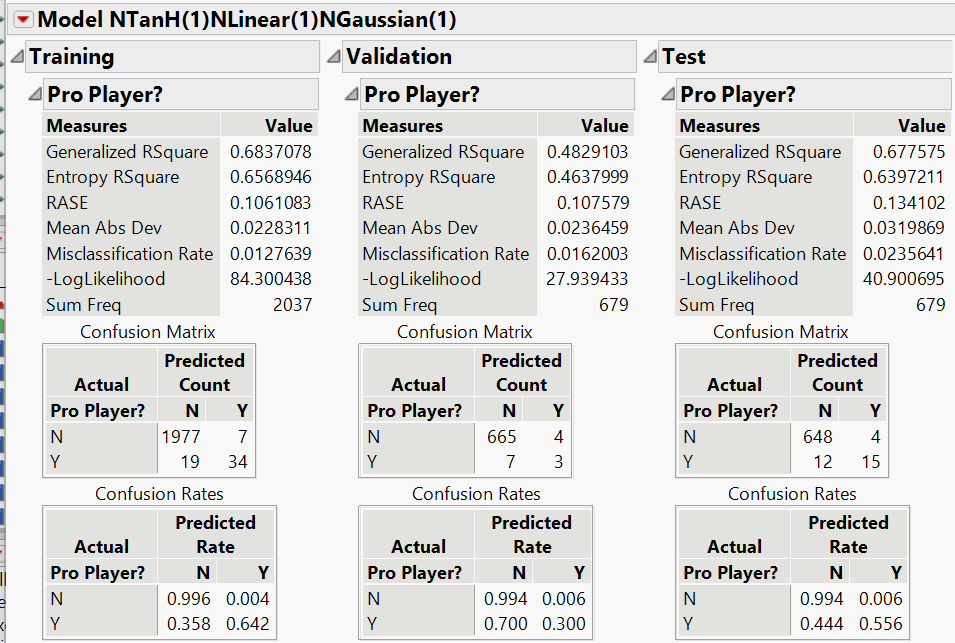 Model NTanH(1)NLinear(1)NGaussian(1)
Training
Pro Player?
Measures Value
Generalized RSquare 0.6837078
Entropy RSquare 0.6568946
RASE 0.1061083
Mean Abs Dev 0.0228311
Misclassification Rate 0.0127639
-LogLikelihood 84.300438
Sum Freq 2037
Confusion Matrix
Predicted
Actual Count
Pro Player? N Y
N 1977 7
Y 19 34
Confusion Rates
Predicted
Actual Rate
Pro Player? N Y
N 0.996 0.004
Y 0.358 0.642
Validation
Pro Player?
Measures Value
Generalized RSquare 0.4829103
Entropy RSquare 0.4637999
RASE 0.107579
Mean Abs Dev 0.0236459
Misclassification Rate 0.0162003
-LogLikelihood 27.939433
Sum Freq 679
Confusion Matrix
Predicted
Actual Count
Pro Player? N Y
N 665 4
Y 7 3
Confusion Rates
Predicted
Actual Rate
Pro Player? N Y
N 0.994 0.006
Y 0.700 0.300
Test
Pro Player?
Measures Value
Generalized RSquare 0.677575
Entropy RSquare 0.6397211
RASE 0.134102
Mean Abs Dev 0.0319869
Misclassification Rate 0.0235641
-LogLikelihood 40.900695
Sum Freq 679
Confusion Matrix
Predicted
Actual Count
Pro Player? N Y
N 648 4
Y 12 15
Confusion Rates
Predicted
Actual Rate
Pro Player? N Y
N 0.994 0.006
Y 0.444 0.556